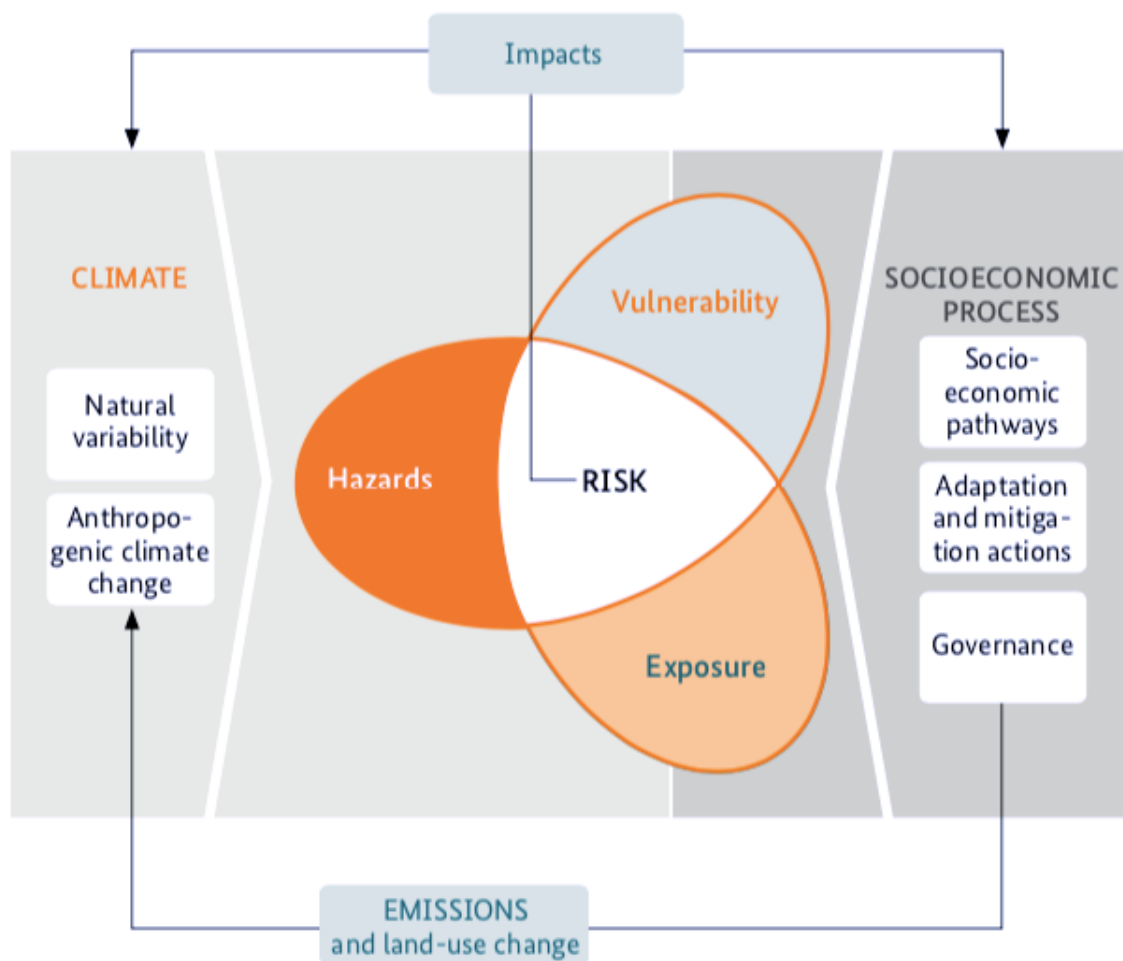 Impacts
CLIMATE
Natural
variability
Anthropo-
genic climate
change
Hazards
RISK
Vulnerability
Exposure
SOCIOECONOMIC
PROCESS
Socio-
economic
pathways
Adaptation
and mitiga-
tion actions
Governance
EMISSIONS
and land-use change